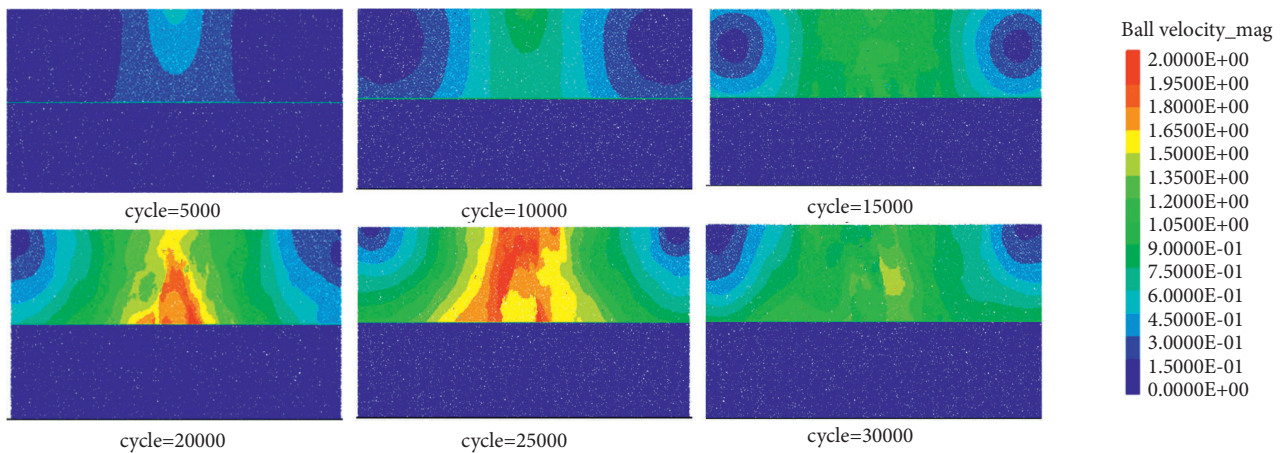 cycle=5000
cycle=10000
cycle=15000
cycle=20000
cycle=25000
cycle=30000
Ball velocity_mag
2.0000E+00
1.9500E+00
1.8000E+00
1.6500E+00
1.5000E+00
1.3500E+00
1.2000E+00
1.0500E+00
9.0000E-01
7.5000E-01
6.0000E-01
4.5000E-01
3.0000E-01
1.5000E-01
0.0000E+00